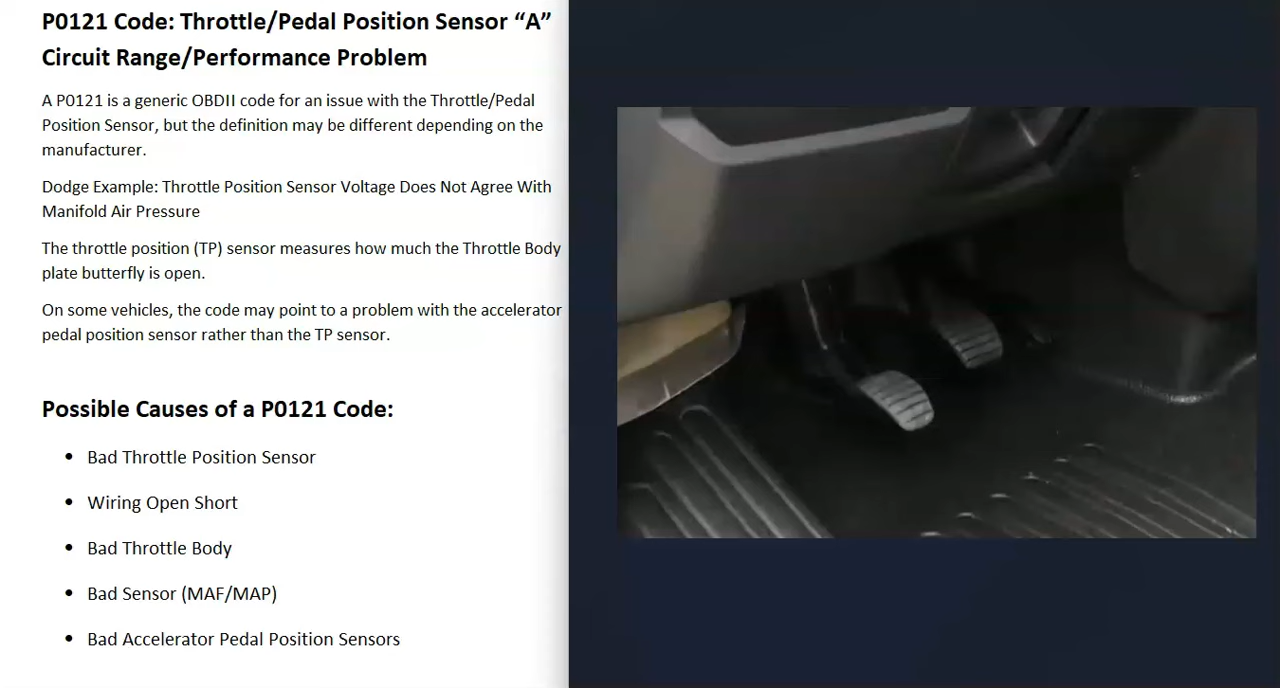 P0121 Code: Throttle/Pedal Position Sensor “A”
Circuit Range/Performance Problem
A P0121 is a generic OBDII code for an issue with the Throttle/Pedal
Position Sensor, but the definition may be different depending on the
manufacturer.
Dodge Example: Throttle Position Sensor Voltage Does Not Agree With
Manifold Air Pressure
The throttle position (TP) sensor measures how much the Throttle Body
plate butterfly is open.
On some vehicles, the code may point to a problem with the accelerator
pedal position sensor rather than the TP sensor.
Possible Causes of a P0121 Code:
• Bad Throttle Position Sensor
• Wiring Open Short
• Bad Throttle Body
• Bad Sensor (MAF/MAP)
• Bad Accelerator Pedal Position Sensors